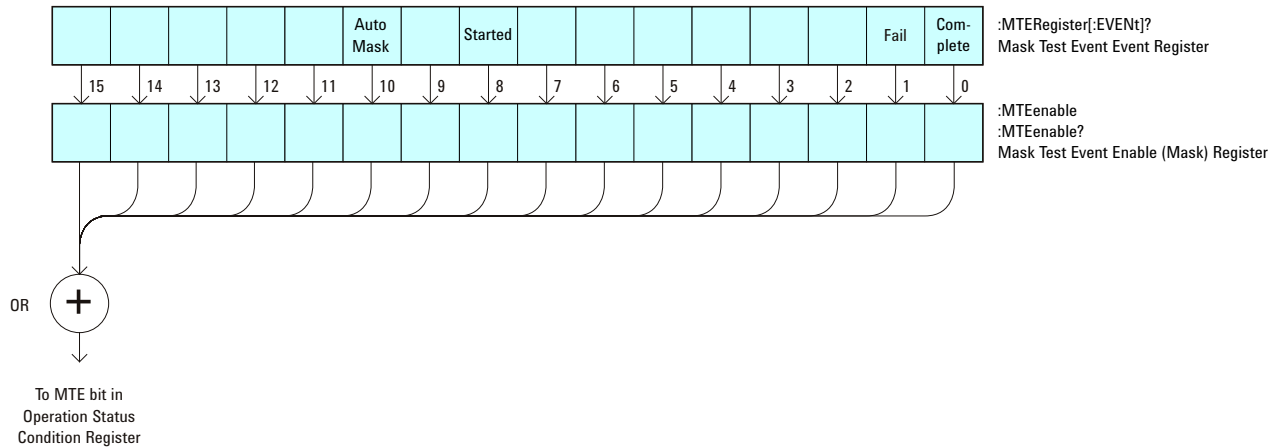 Auto
Mask
Started
Fail
Com-
plete
:MTERegister[:EVENt]?
Mask Test Event Event Register
15 14 13 12 11 10 9 8 7 6 5 4 3 2 1 0
:MTEenable
:MTEenable?
Mask Test Event Enable (Mask) Register
OR
+
To MTE bit in
Operation Status
Condition Register